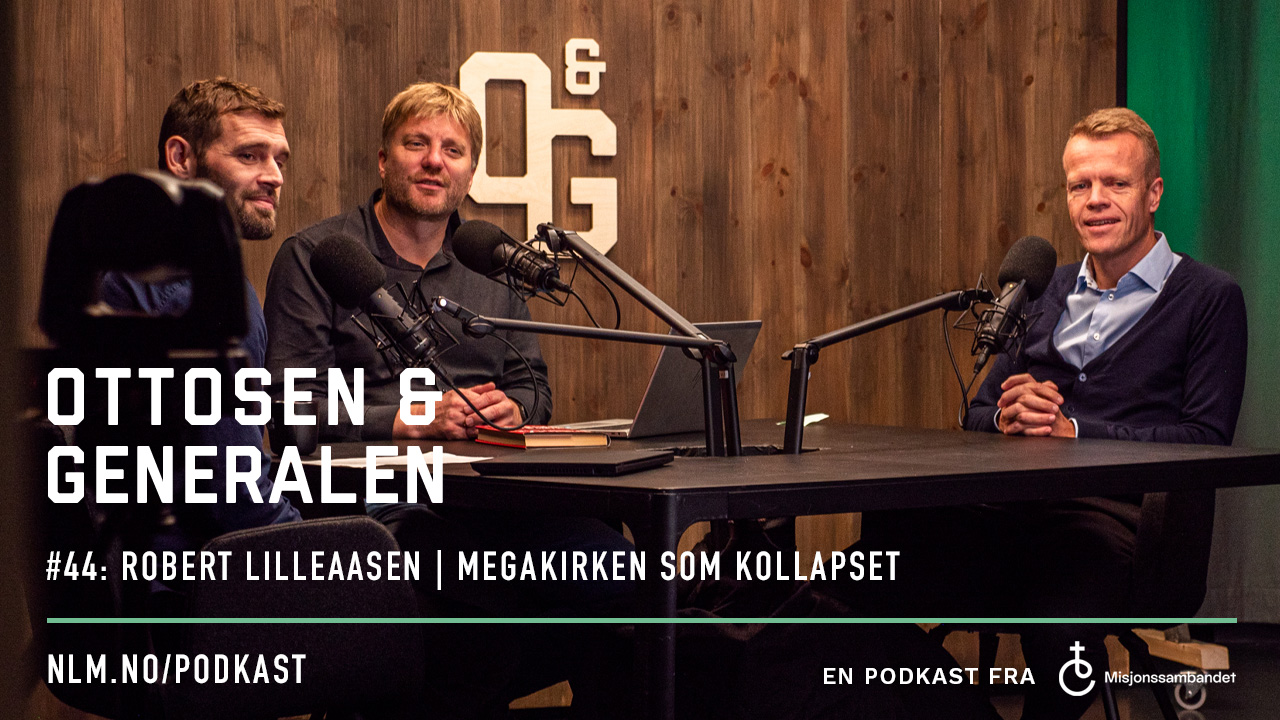 &
O
G
OTTOSEN &
GENERALEN
#44: ROBERT LILLEAASEN | MEGAKIRKEN SOM KOLLAPSET
NLM.NO/PODKAST
EN PODKAST FRA
Misjonssambandet